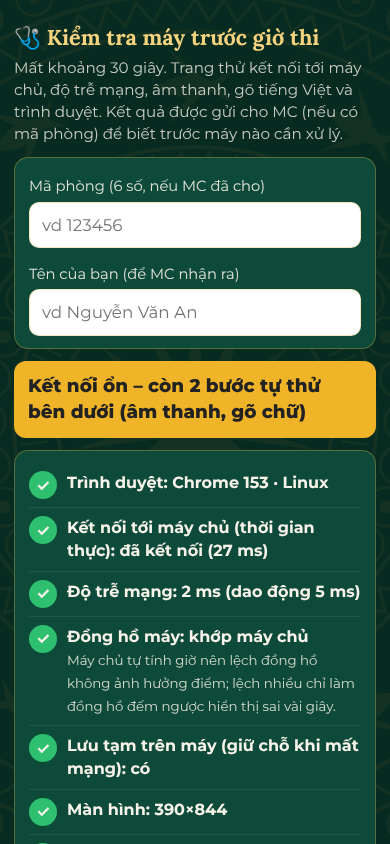 🩺 Kiểm tra máy trước giờ thi
Mất khoảng 30 giây. Trang thử kết nối tới máy
chủ, độ trễ mạng, âm thanh, gõ tiếng Việt và
trình duyệt. Kết quả được gửi cho MC (nếu có
mã phòng) để biết trước máy nào cần xử lý.
Mã phòng (6 số, nếu MC đã cho)
vd 123456
Tên của bạn (để MC nhận ra)
vd Nguyễn Văn An
Kết nối ổn – còn 2 bước tự thử
bên dưới (âm thanh, gõ chữ)
Trình duyệt: Chrome 153 · Linux
Kết nối tới máy chủ (thời gian
thực): đã kết nối (27 ms)
Độ trễ mạng: 2 ms (dao động 5 ms)
Đồng hồ máy: khớp máy chủ
Máy chủ tự tính giờ nên lệch đồng hồ
không ảnh hưởng điểm; lệch nhiều chỉ làm
đồng hồ đếm ngược hiển thị sai vài giây.
Lưu tạm trên máy (giữ chỗ khi mất
mạng): có
Màn hình: 390×844